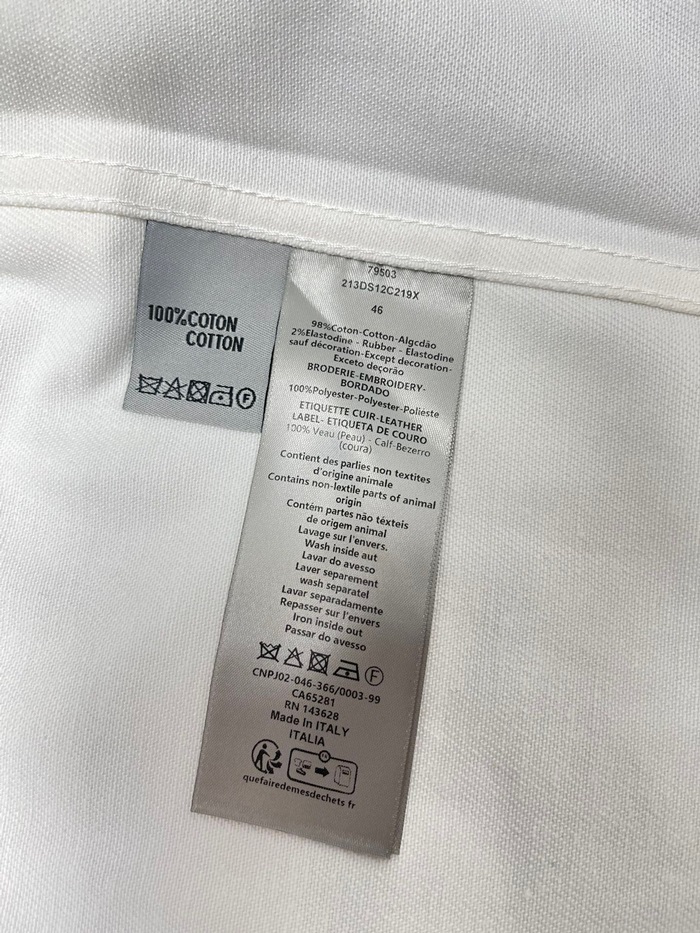 100%COTON
COTTON
F
79503
213DS12C219X
46
98%Coton-Cotton-Algcdão
2%Elastodine - Rubber - Elastodine
sauf décoration-Except decoration-
Exceto deçorão
BRODERIE-EMBROIDERY-
BORDADO
100%Polyester-Polyester-Poliéste
ETIQUETTE CUIR-LEATHER
LABEL- ETIQUETA DE COURO
100% Veau (Peau) - Calf-Bezerro
(coura)
Contient des parlies non textites
d'origine animale
Contains non-lextile parts of animal
origin
Contém partes não téxteis
de origem animal
Lavage sur l'envers.
Wash inside aut
Lavar do avesso
Laver separement
wash separatel
Lavar separadamente
Repasser sur l'envers
Iron inside out
Passar do avesso
F
CNPJ02-046-366/0003-99
CA65281
RN 143628
Made In ITALY
ITALIA
quefairedemesdechets fr